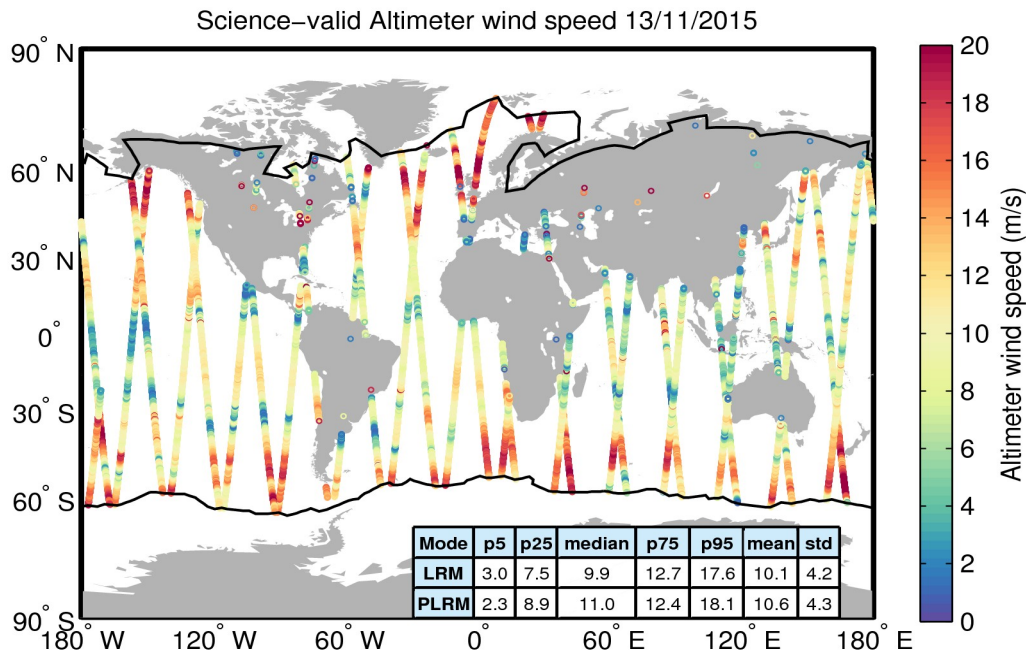 Science-valid Altimeter wind speed 13/11/2015
90° N
60° N
30° N
0°
30° S
60° S
90° S
180° W
120° W
60° W
0°
60° E
120° E
180° E
Mode p5 p25 median p75 p95 mean std
LRM 3.0 7.5 9.9 12.7 17.6 10.1 4.2
PLRM 2.3 8.9 11.0 12.4 18.1 10.6 4.3
20
18
16
14
12
10
8
6
4
2
0
Altimeter wind speed (m/s)